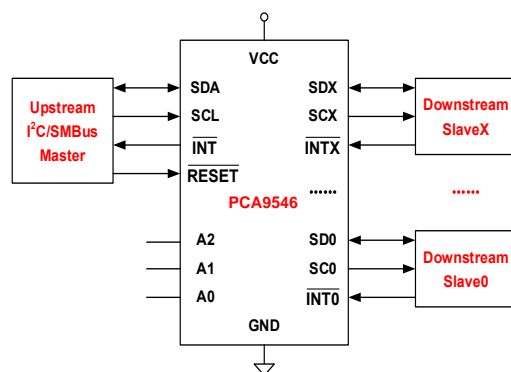 VCC
Upstream
I²C/SMBus
Master
SDA
SCL
INT
RESET
PCA9546
A2
A1
A0
GND
SDX
SCX
INTX
......
SD0
SC0
INT0
Downstream
SlaveX
......
Downstream
Slave0